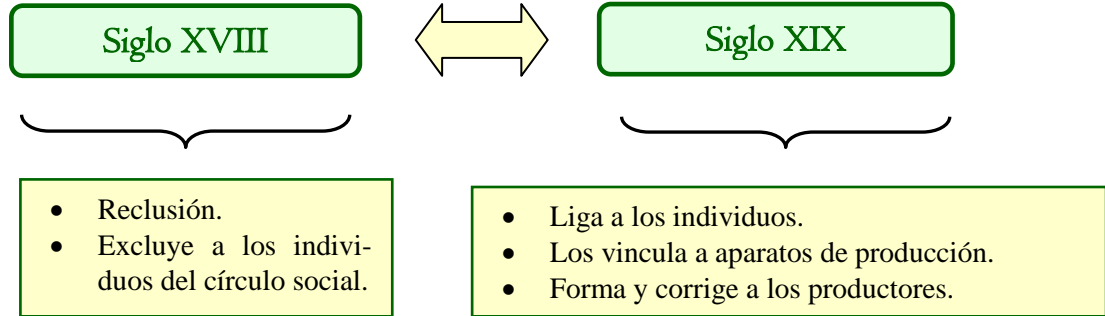 Siglo XVIII
Siglo XIX
• Reclusión.
• Excluye a los indivi-
duos del círculo social.
• Liga a los individuos.
• Los vincula a aparatos de producción.
• Forma y corrige a los productores.